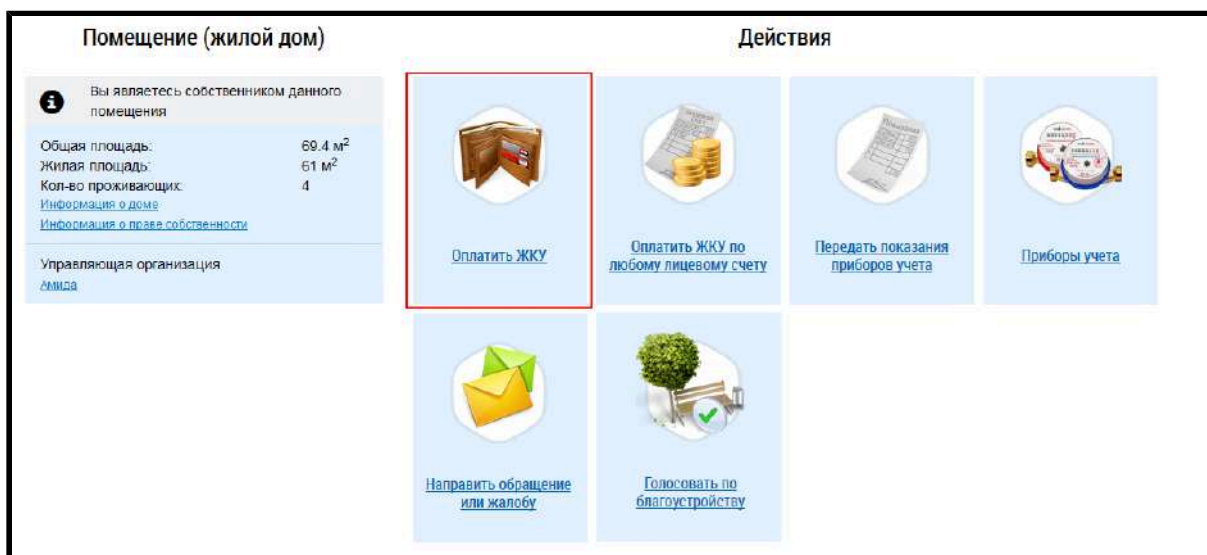 Помещение (жилой дом)
Действия
Вы являетесь собственником данного
помещения
Общая площадь: 69.4 м²
Жилая площадь: 61 м²
Кол-во проживающих: 4
Информация о доме
Информация о праве собственности
Управляющая организация
Амида
Оплатить ЖКУ
Оплатить ЖКУ по
любому лицевому счету
Передать показания
приборов учета
Приборы учета
Направить обращение
или жалобу
Голосовать по
благоустройству